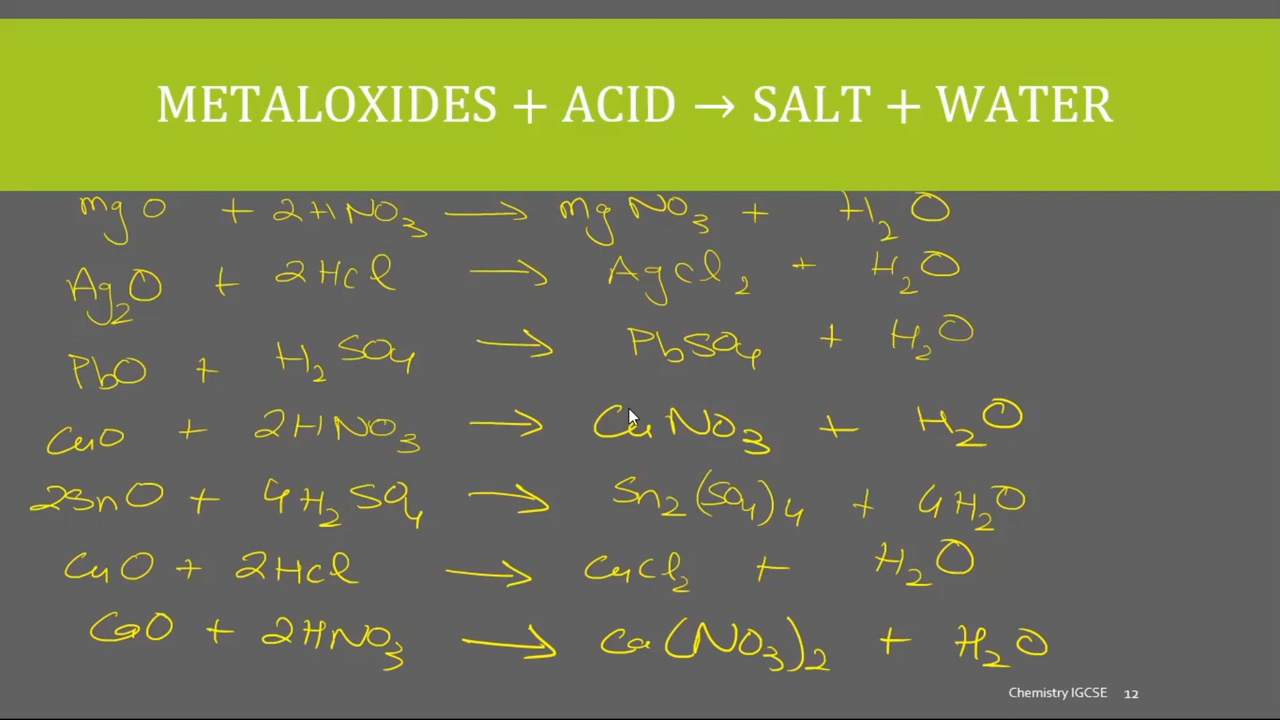 METALOXIDES + ACID → SALT + WATER
MgO + 2HNO₃ → MgNO₃ + H₂O
Ag₂O + 2HCl → AgCl₂ + H₂O
PbO + H₂SO₄ → PbSO₄ + H₂O
CuO + 2HNO₃ → CuNO₃ + H₂O
2SnO + 4H₂SO₄ → Sn₂(SO₄)₄ + 4H₂O
CuO + 2HCl → CuCl₂ + H₂O
CaO + 2HNO₃ → Ca(NO₃)₂ + H₂O
Chemistry IGCSE 12